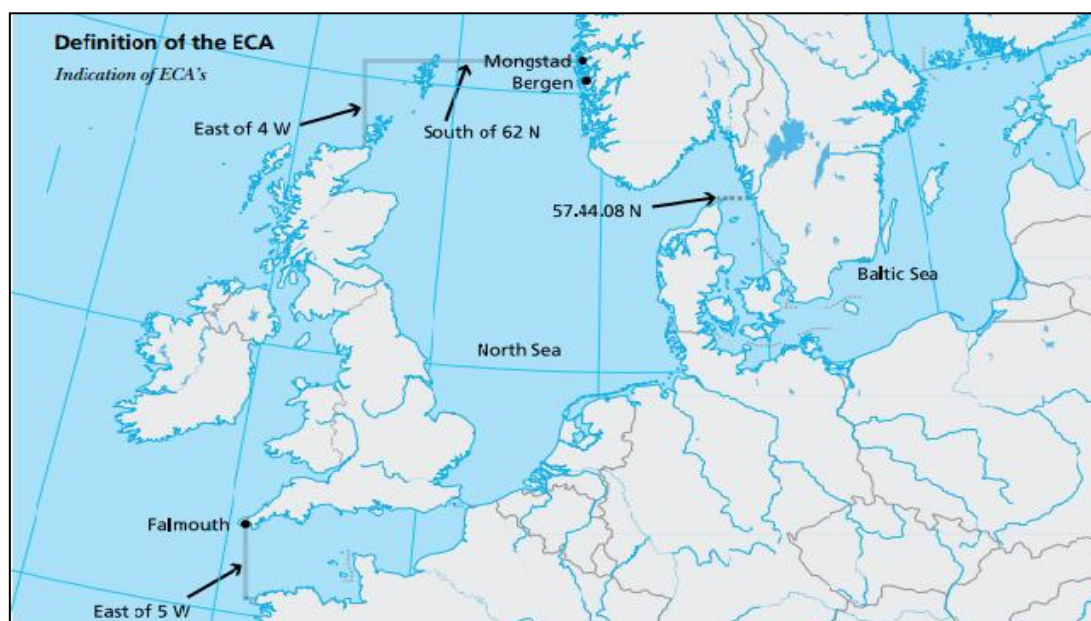 Definition of the ECA
Indication of ECA's
Mongstad
Bergen
East of 4 W
South of 62 N
57.44.08 N
Baltic Sea
North Sea
Falmouth
East of 5 W